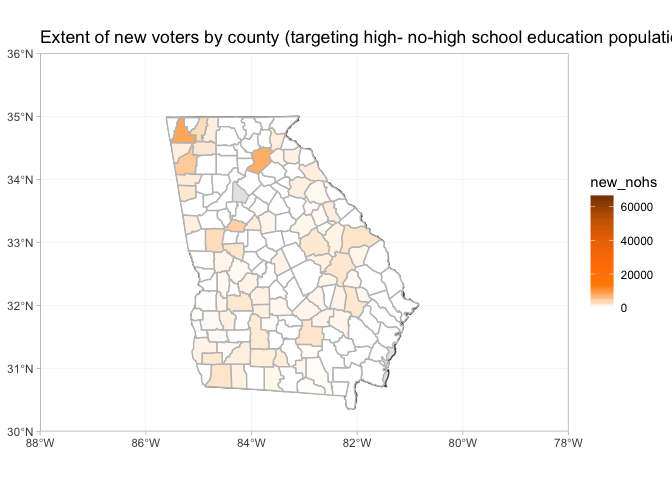 Extent of new voters by county (targeting high- no-high school education
36°N
35°N
34°N
33°N
32°N
31°N
30°N
88°W
86°W
84°W
82°W
80°W
78°W
new_nohs
60000
40000
20000
0